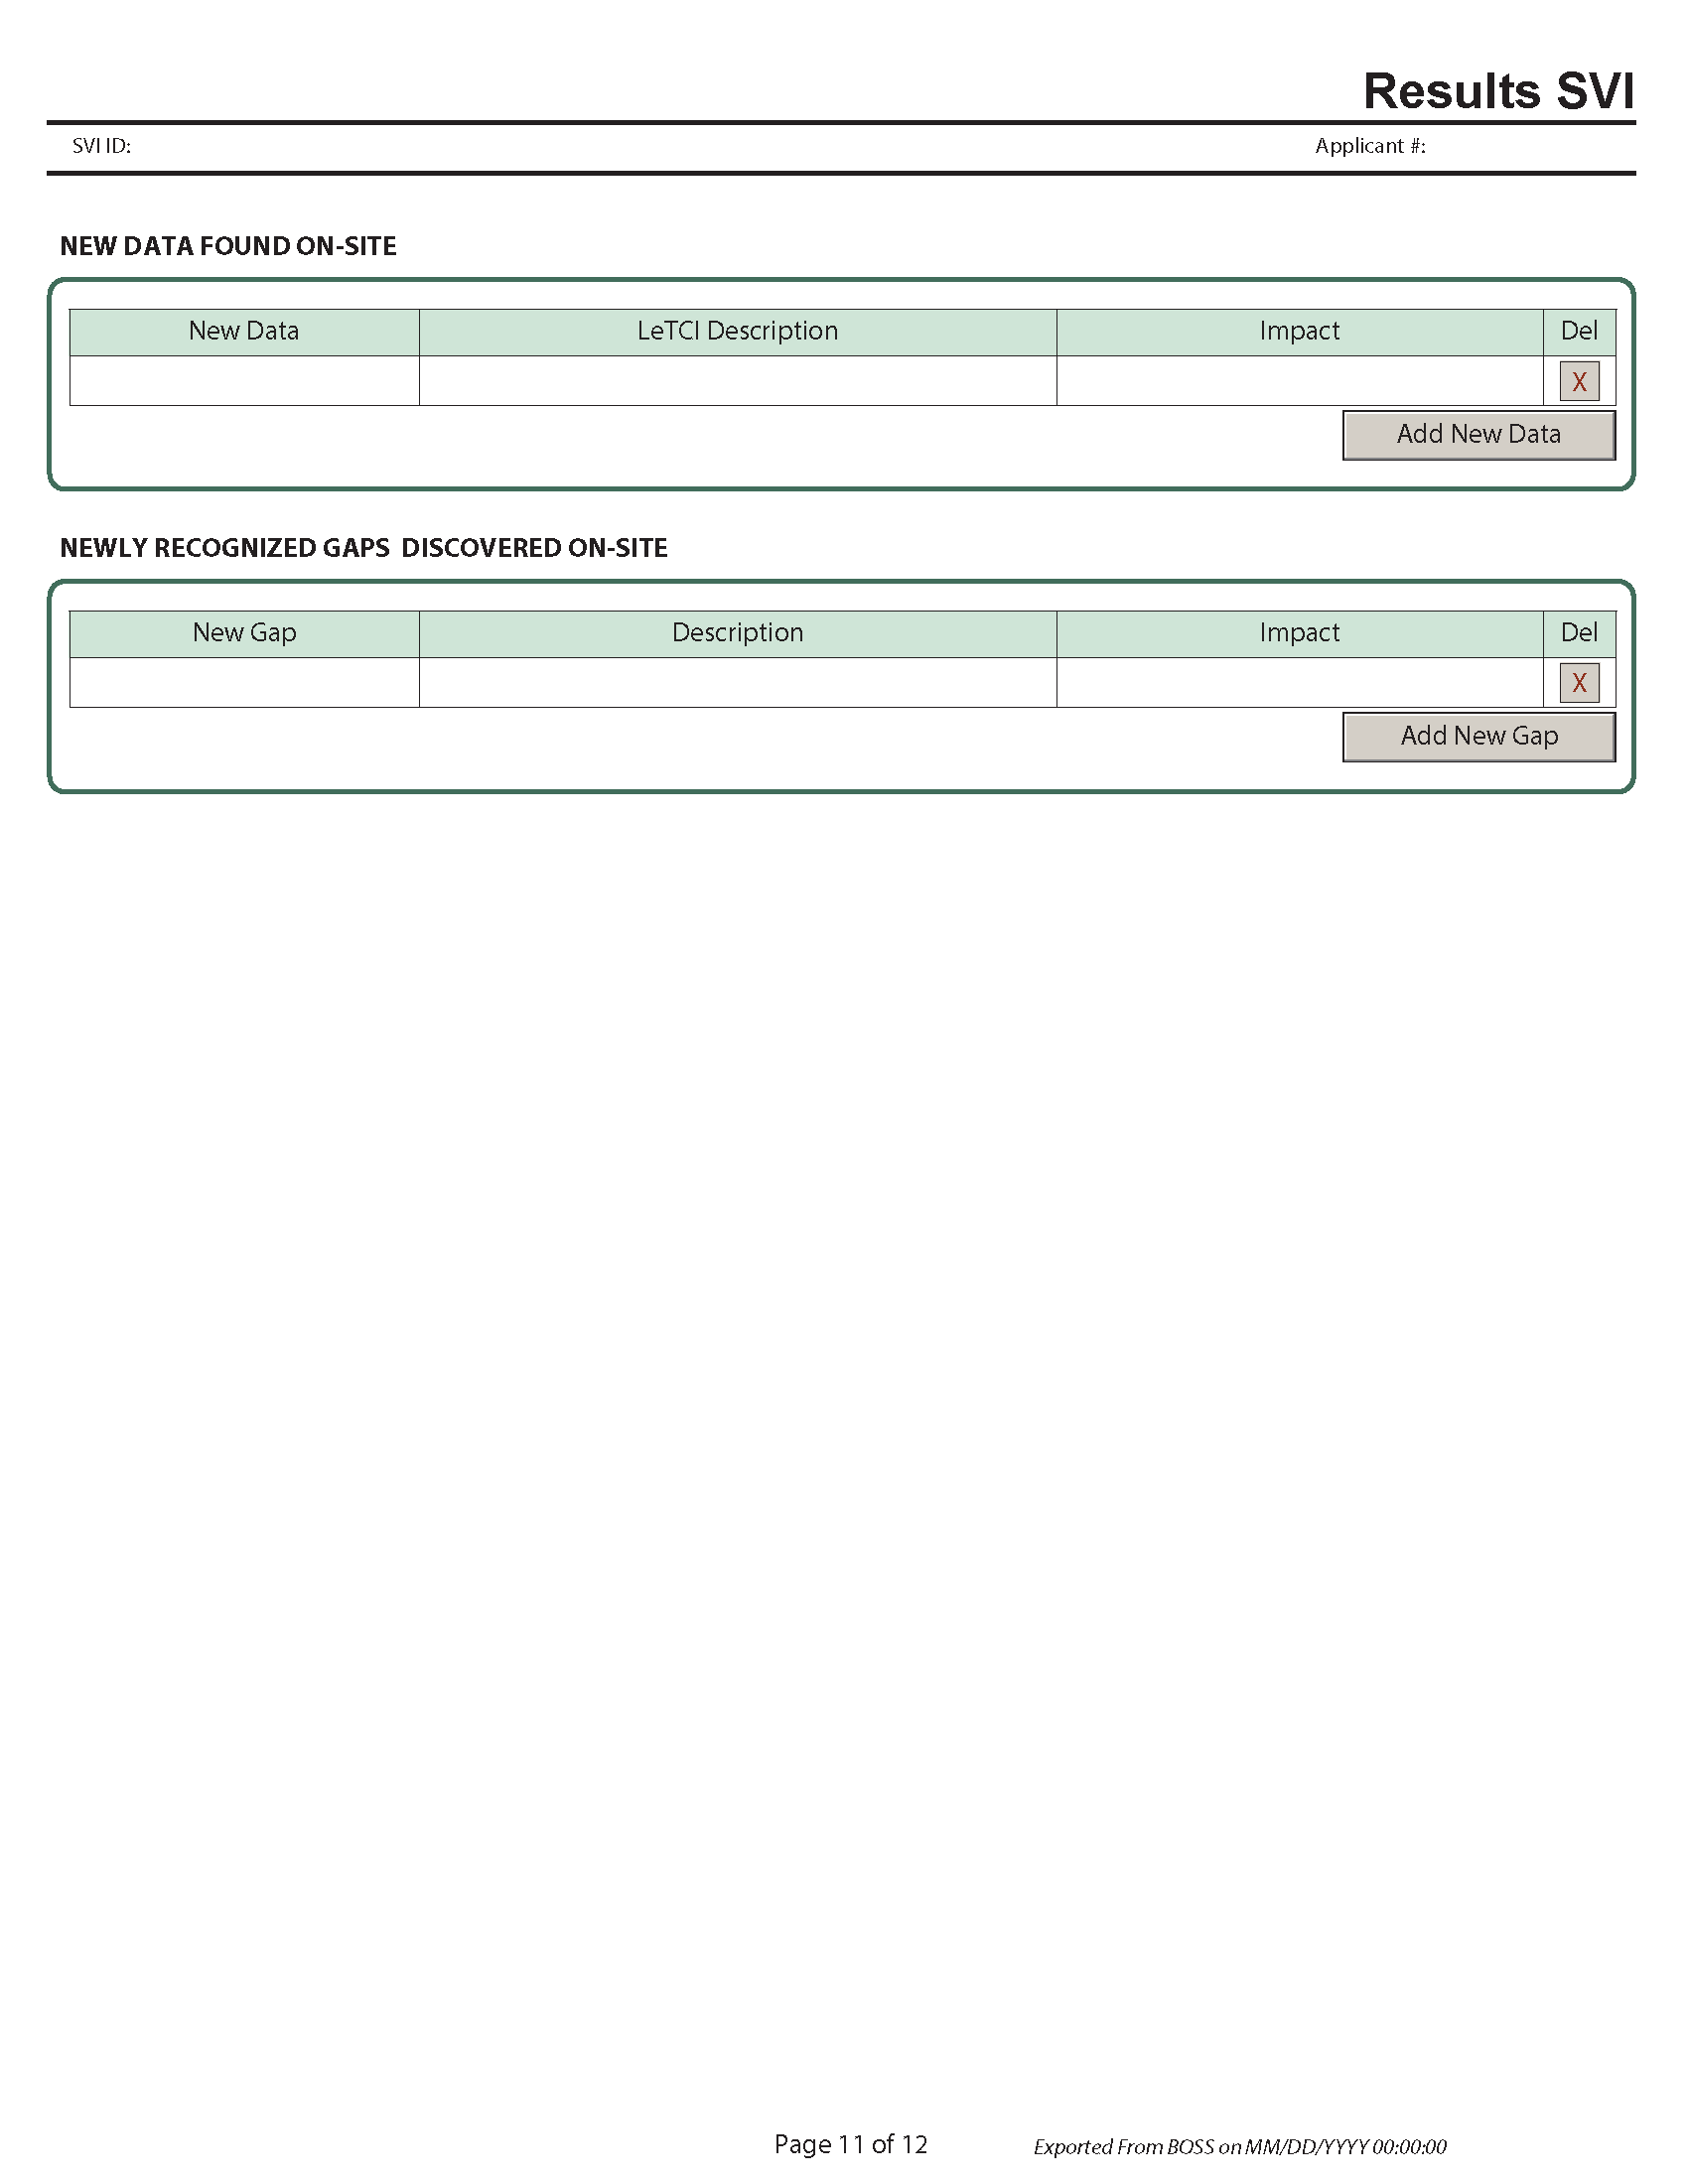 Results SVI
SVI ID: Applicant #:
NEW DATA FOUND ON-SITE
New Data LeTCI Description Impact Del
X
Add New Data
NEWLY RECOGNIZED GAPS  DISCOVERED ON-SITE
New Gap Description Impact Del
X
Add New Gap
Page 11 of 12 Exported From BOSS on MM/DD/YYYY 00:00:00